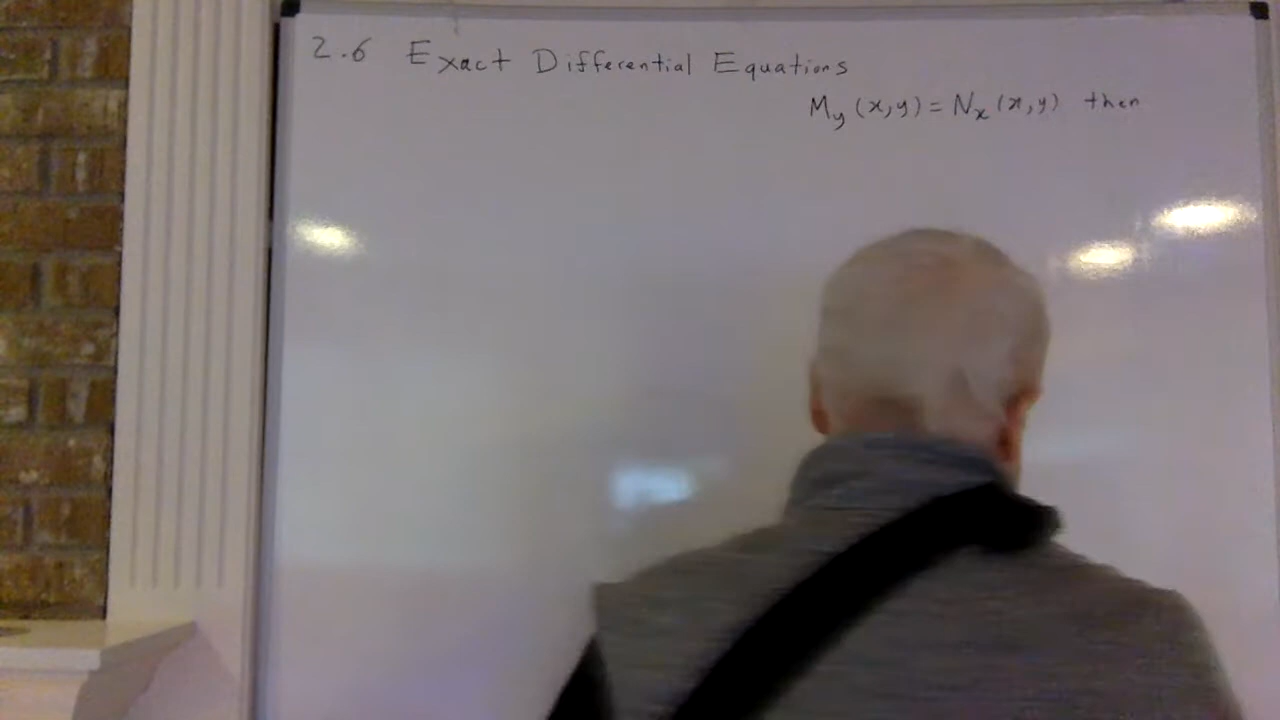 2.6 Exact Differential Equations
My (x,y) = Nx (x,y) then